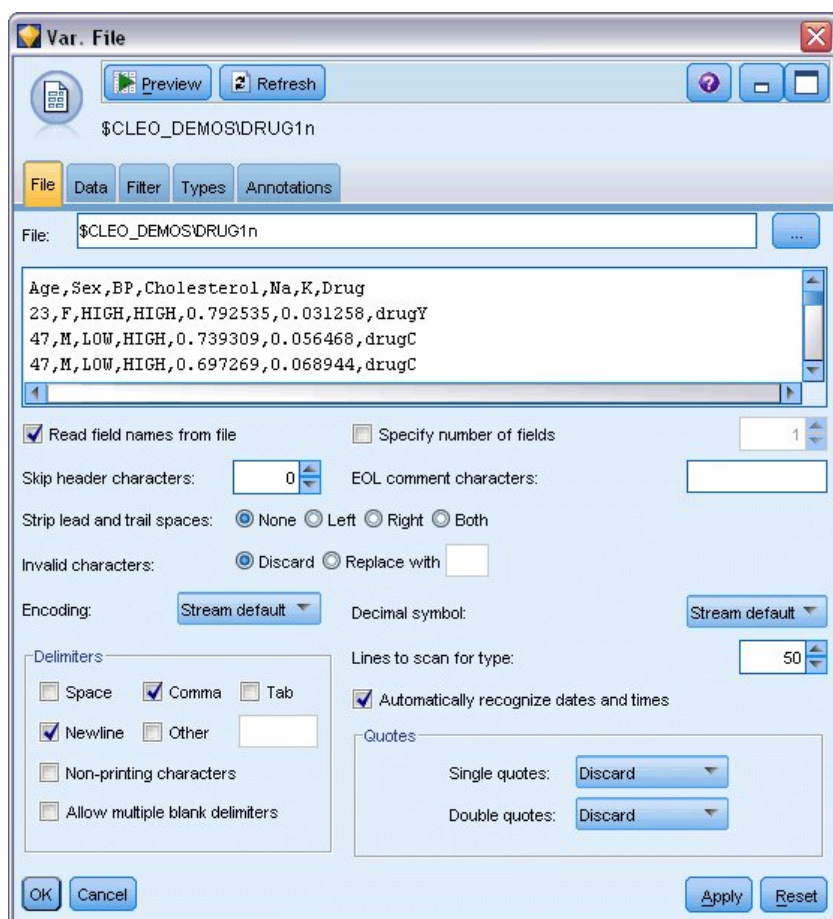 Var. File
Preview Refresh
$CLEO_DEMOS\DRUG1n
File Data Filter Types Annotations
File: $CLEO_DEMOS\DRUG1n ...
Age,Sex,BP,Cholesterol,Na,K,Drug
23,F,HIGH,HIGH,0.792535,0.031258,drugY
47,M,LOW,HIGH,0.739309,0.056468,drugC
47,M,LOW,HIGH,0.697269,0.068944,drugC
Read field names from file Specify number of fields 1
Skip header characters: 0 EOL comment characters:
Strip lead and trail spaces: None Left Right Both
Invalid characters: Discard Replace with
Encoding: Stream default Decimal symbol: Stream default
Delimiters Lines to scan for type: 50
Space Comma Tab Automatically recognize dates and times
Newline Other Quotes
Non-printing characters Single quotes: Discard
Allow multiple blank delimiters Double quotes: Discard
OK Cancel Apply Reset